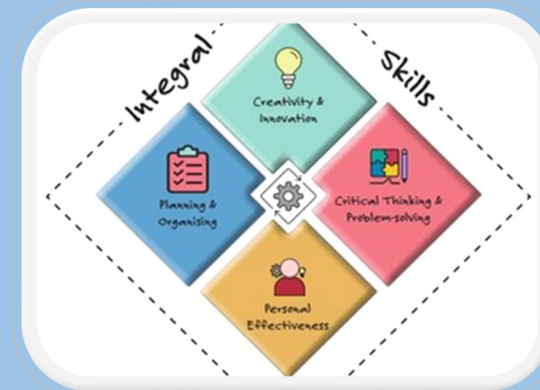 Integral
Skills
Creativity &
Innovation
Planning &
Organising
Critical Thinking &
Problem-solving
Personal
Effectiveness